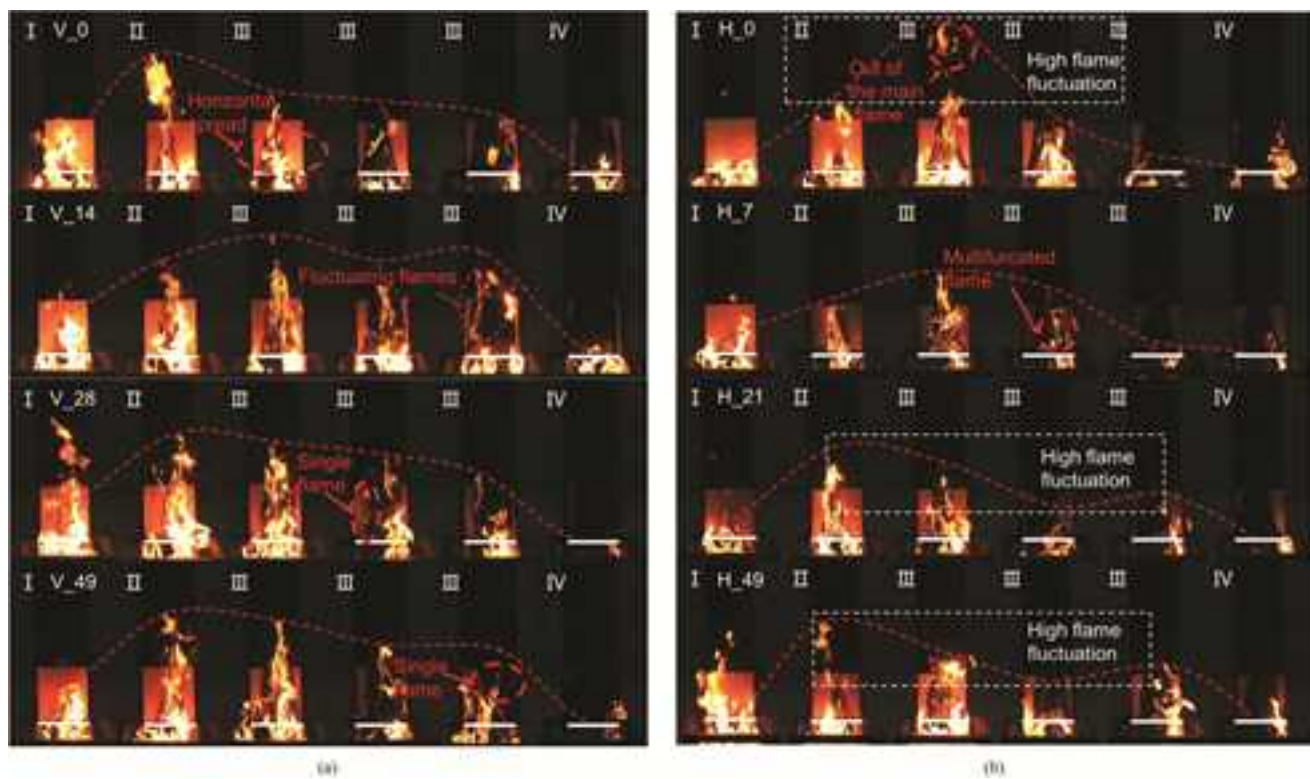 I V_0 II III III III IV
Horizontal
spread
I V_14 II III III III IV
Fluctuating flames
I V_28 II III III III IV
Single
flame
I V_49 II III III III IV
Single
flame
(a)
I H_0 II III III III IV
Out of
the main
flame
High flame
fluctuation
I H_7 II III III III IV
Multifurcated
flame
I H_21 II III III III IV
High flame
fluctuation
I H_49 II III III III IV
High flame
fluctuation
(b)